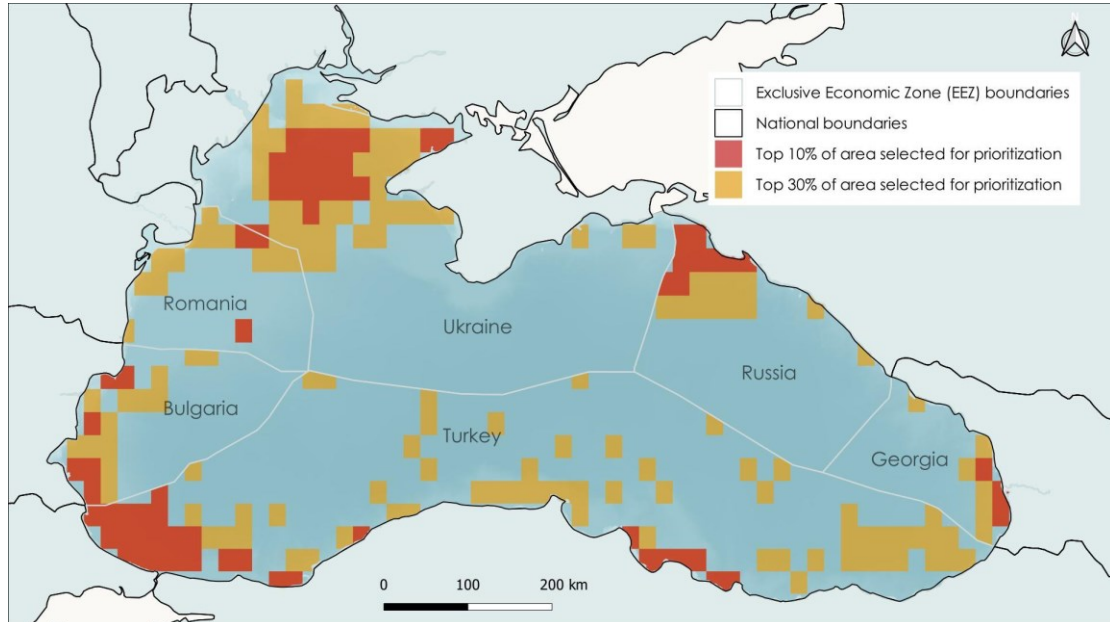 N
Exclusive Economic Zone (EEZ) boundaries
National boundaries
Top 10% of area selected for prioritization
Top 30% of area selected for prioritization
Romania
Ukraine
Russia
Bulgaria
Turkey
Georgia
0 100 200 km